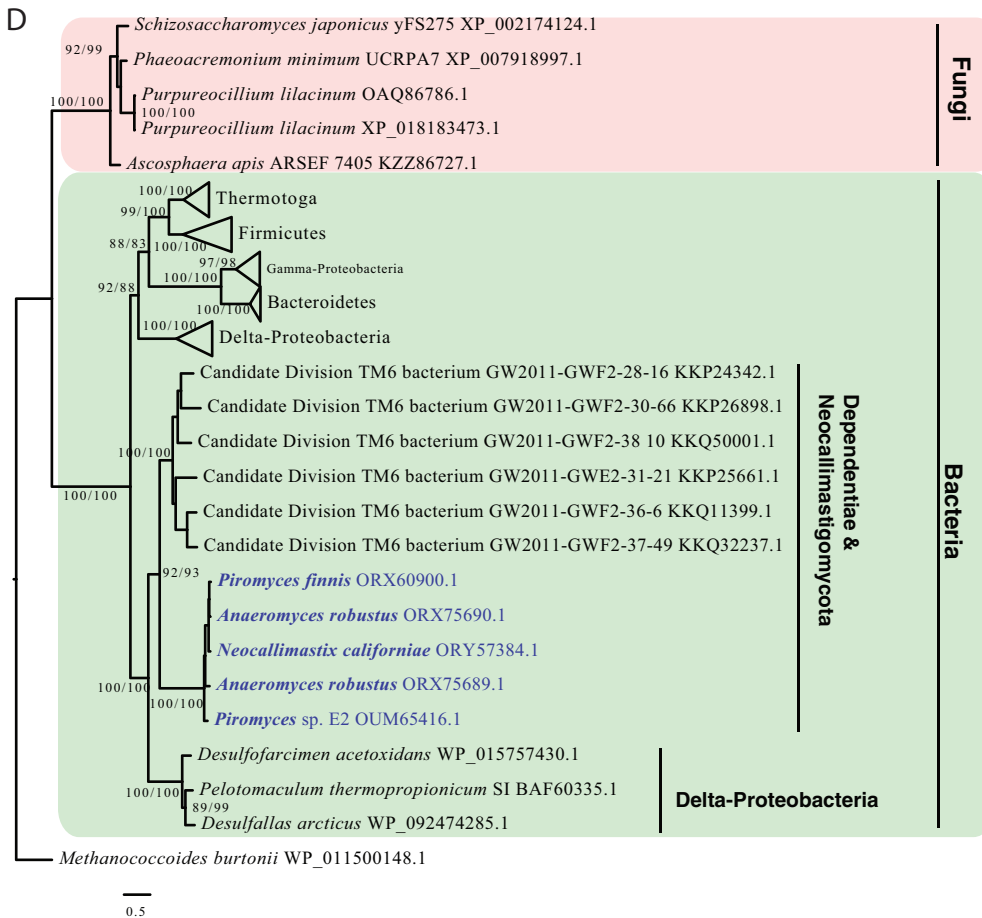 D
Schizosaccharomyces japonicus yFS275 XP_002174124.1
92/99
Phaeoacremonium minimum UCRPA7 XP_007918997.1
Purpureocillium lilacinum OAQ86786.1
100/100
100/100
Purpureocillium lilacinum XP_018183473.1
Ascosphaera apis ARSEF 7405 KZZ86727.1
Fungi
100/100
Thermotoga
99/100
Firmicutes
88/83
100/100
97/98
Gamma-Proteobacteria
100/100
92/88
Bacteroidetes
100/100
100/100
Delta-Proteobacteria
Candidate Division TM6 bacterium GW2011-GWF2-28-16 KKP24342.1
Candidate Division TM6 bacterium GW2011-GWF2-30-66 KKP26898.1
Candidate Division TM6 bacterium GW2011-GWF2-38 10 KKQ50001.1
100/100
Candidate Division TM6 bacterium GW2011-GWE2-31-21 KKP25661.1
100/100
Candidate Division TM6 bacterium GW2011-GWF2-36-6 KKQ11399.1
Candidate Division TM6 bacterium GW2011-GWF2-37-49 KKQ32237.1
92/93
Piromyces finnis ORX60900.1
Anaeromyces robustus ORX75690.1
Neocallimastix californiae ORY57384.1
Anaeromyces robustus ORX75689.1
100/100
100/100
Piromyces sp. E2 OUM65416.1
Dependentiae &
Neocallimastigomycota
Bacteria
Desulfofarcimen acetoxidans WP_015757430.1
100/100
Pelotomaculum thermopropionicum SI BAF60335.1
89/99
Desulfallas arcticus WP_092474285.1
Delta-Proteobacteria
Methanococcoides burtonii WP_011500148.1
0.5